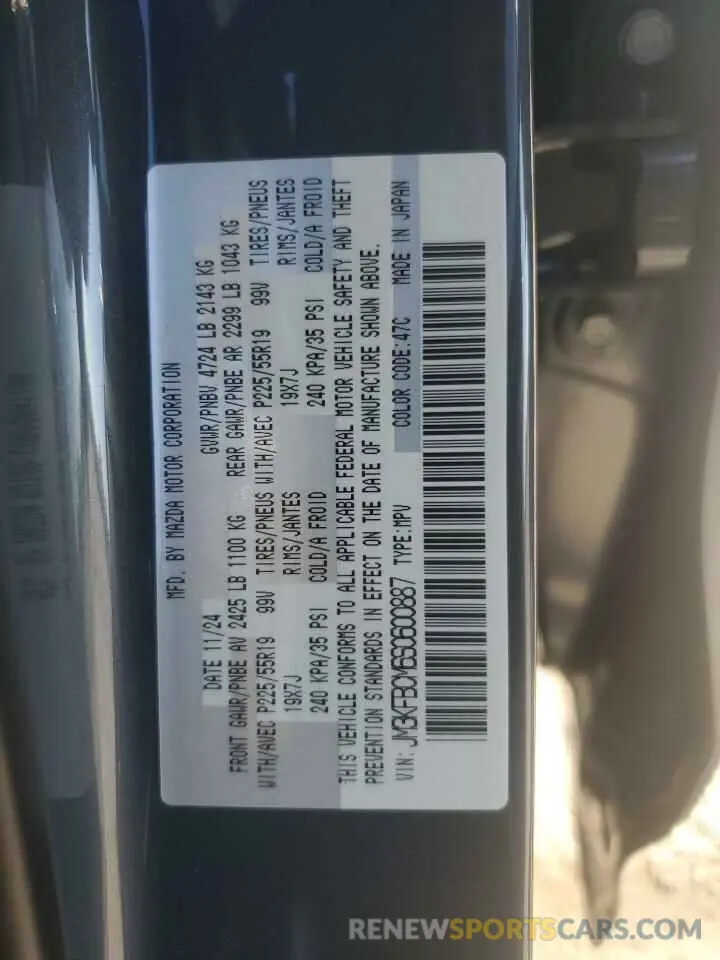 MFD. BY MAZDA MOTOR CORPORATION
DATE 11/24 GVWR/PNBV 4724 LB 2143 KG
FRONT GAWR/PNBE AV 2425 LB 1100 KG REAR GAWR/PNBE AR 2299 LB 1043 KG
WITH/AVEC P225/55R19 99V TIRES/PNEUS WITH/AVEC P225/55R19 99V TIRES/PNEUS
19X7J RIMS/JANTES 19X7J RIMS/JANTES
240 KPA/35 PSI COLD/A FROID 240 KPA/35 PSI COLD/A FROID
THIS VEHICLE CONFORMS TO ALL APPLICABLE FEDERAL MOTOR VEHICLE SAFETY AND THEFT
PREVENTION STANDARDS IN EFFECT ON THE DATE OF MANUFACTURE SHOWN ABOVE.
VIN: JM3KFBCM6S0600887 TYPE:MPV COLOR CODE:47C MADE IN JAPAN
RENEWSPORTSCARS.COM